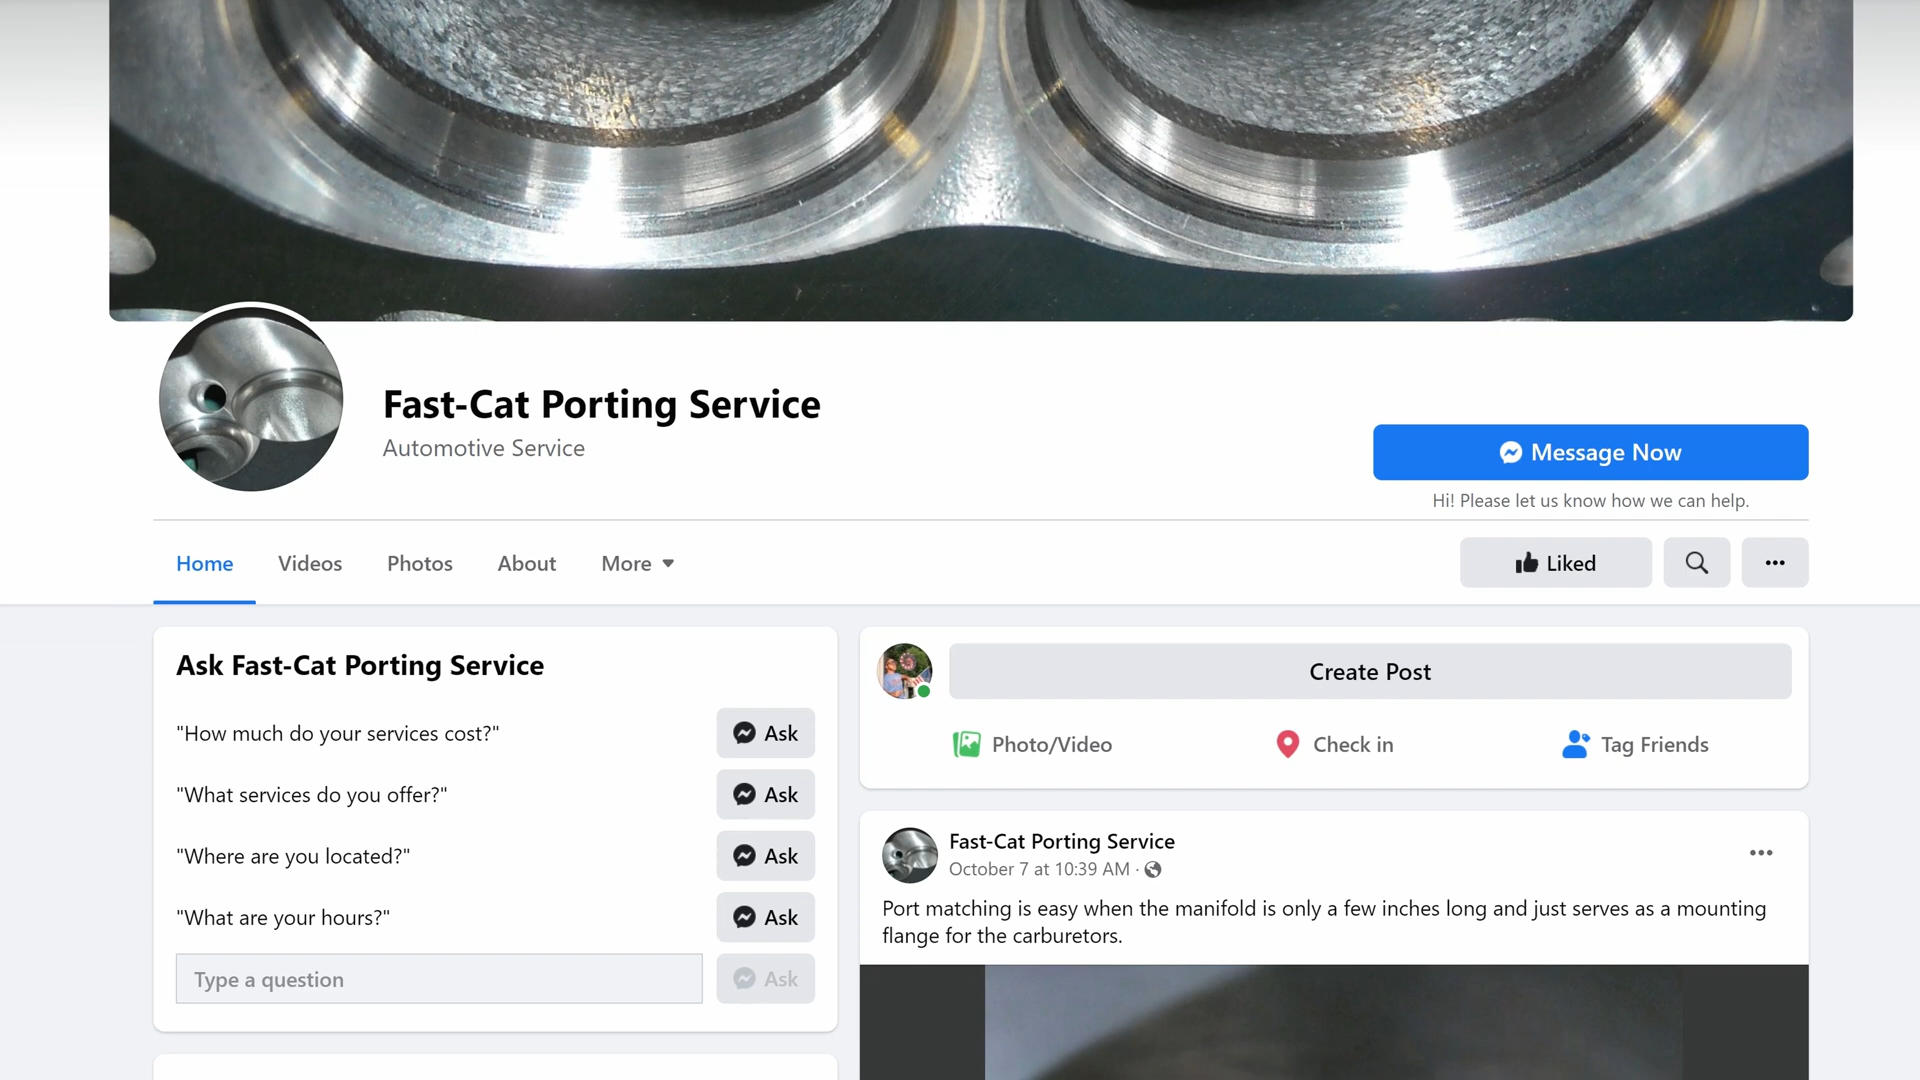 Fast-Cat Porting Service
Automotive Service
Message Now
Hi! Please let us know how we can help.
Home Videos Photos About More
Liked
Ask Fast-Cat Porting Service
"How much do your services cost?" Ask
"What services do you offer?" Ask
"Where are you located?" Ask
"What are your hours?" Ask
Type a question Ask
Create Post
Photo/Video Check in Tag Friends
Fast-Cat Porting Service
October 7 at 10:39 AM ·
Port matching is easy when the manifold is only a few inches long and just serves as a mounting
flange for the carburetors.